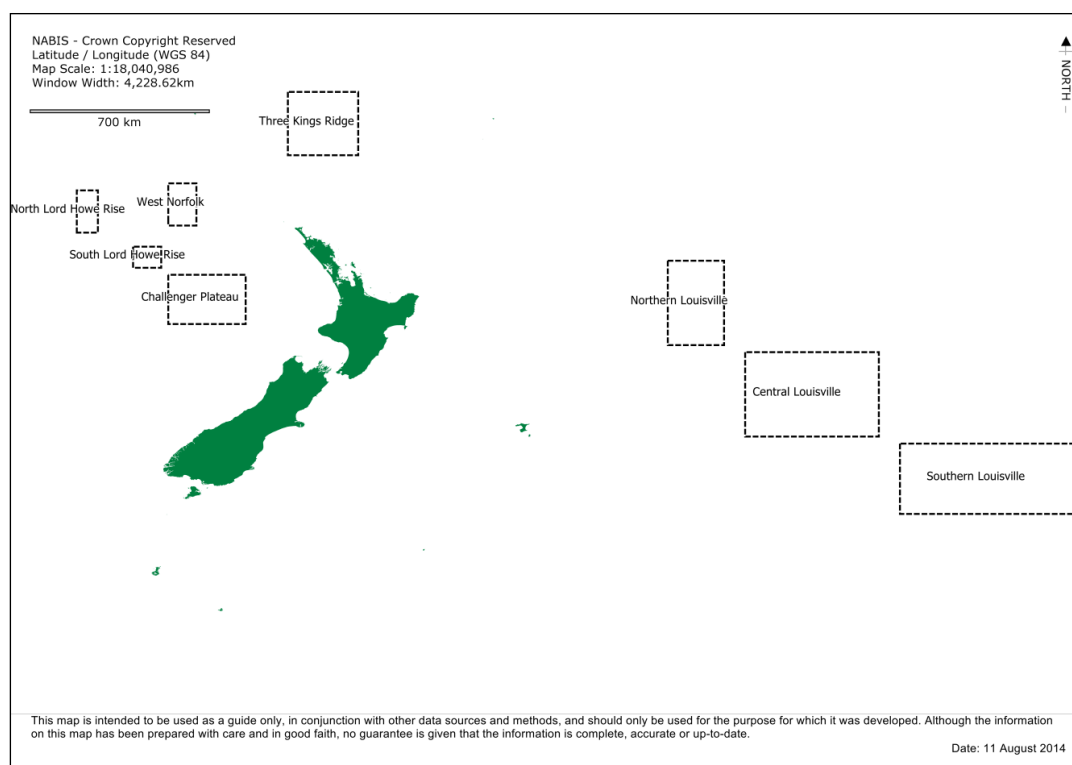 NABIS - Crown Copyright Reserved
Latitude / Longitude (WGS 84)
Map Scale: 1:18,040,986
Window Width: 4,228.62km
700 km
NORTH
Three Kings Ridge
West Norfolk
North Lord Howe Rise
South Lord Howe Rise
Challenger Plateau
Northern Louisville
Central Louisville
Southern Louisville
This map is intended to be used as a guide only, in conjunction with other data sources and methods, and should only be used for the purpose for which it was developed. Although the information
on this map has been prepared with care and in good faith, no guarantee is given that the information is complete, accurate or up-to-date.
Date: 11 August 2014